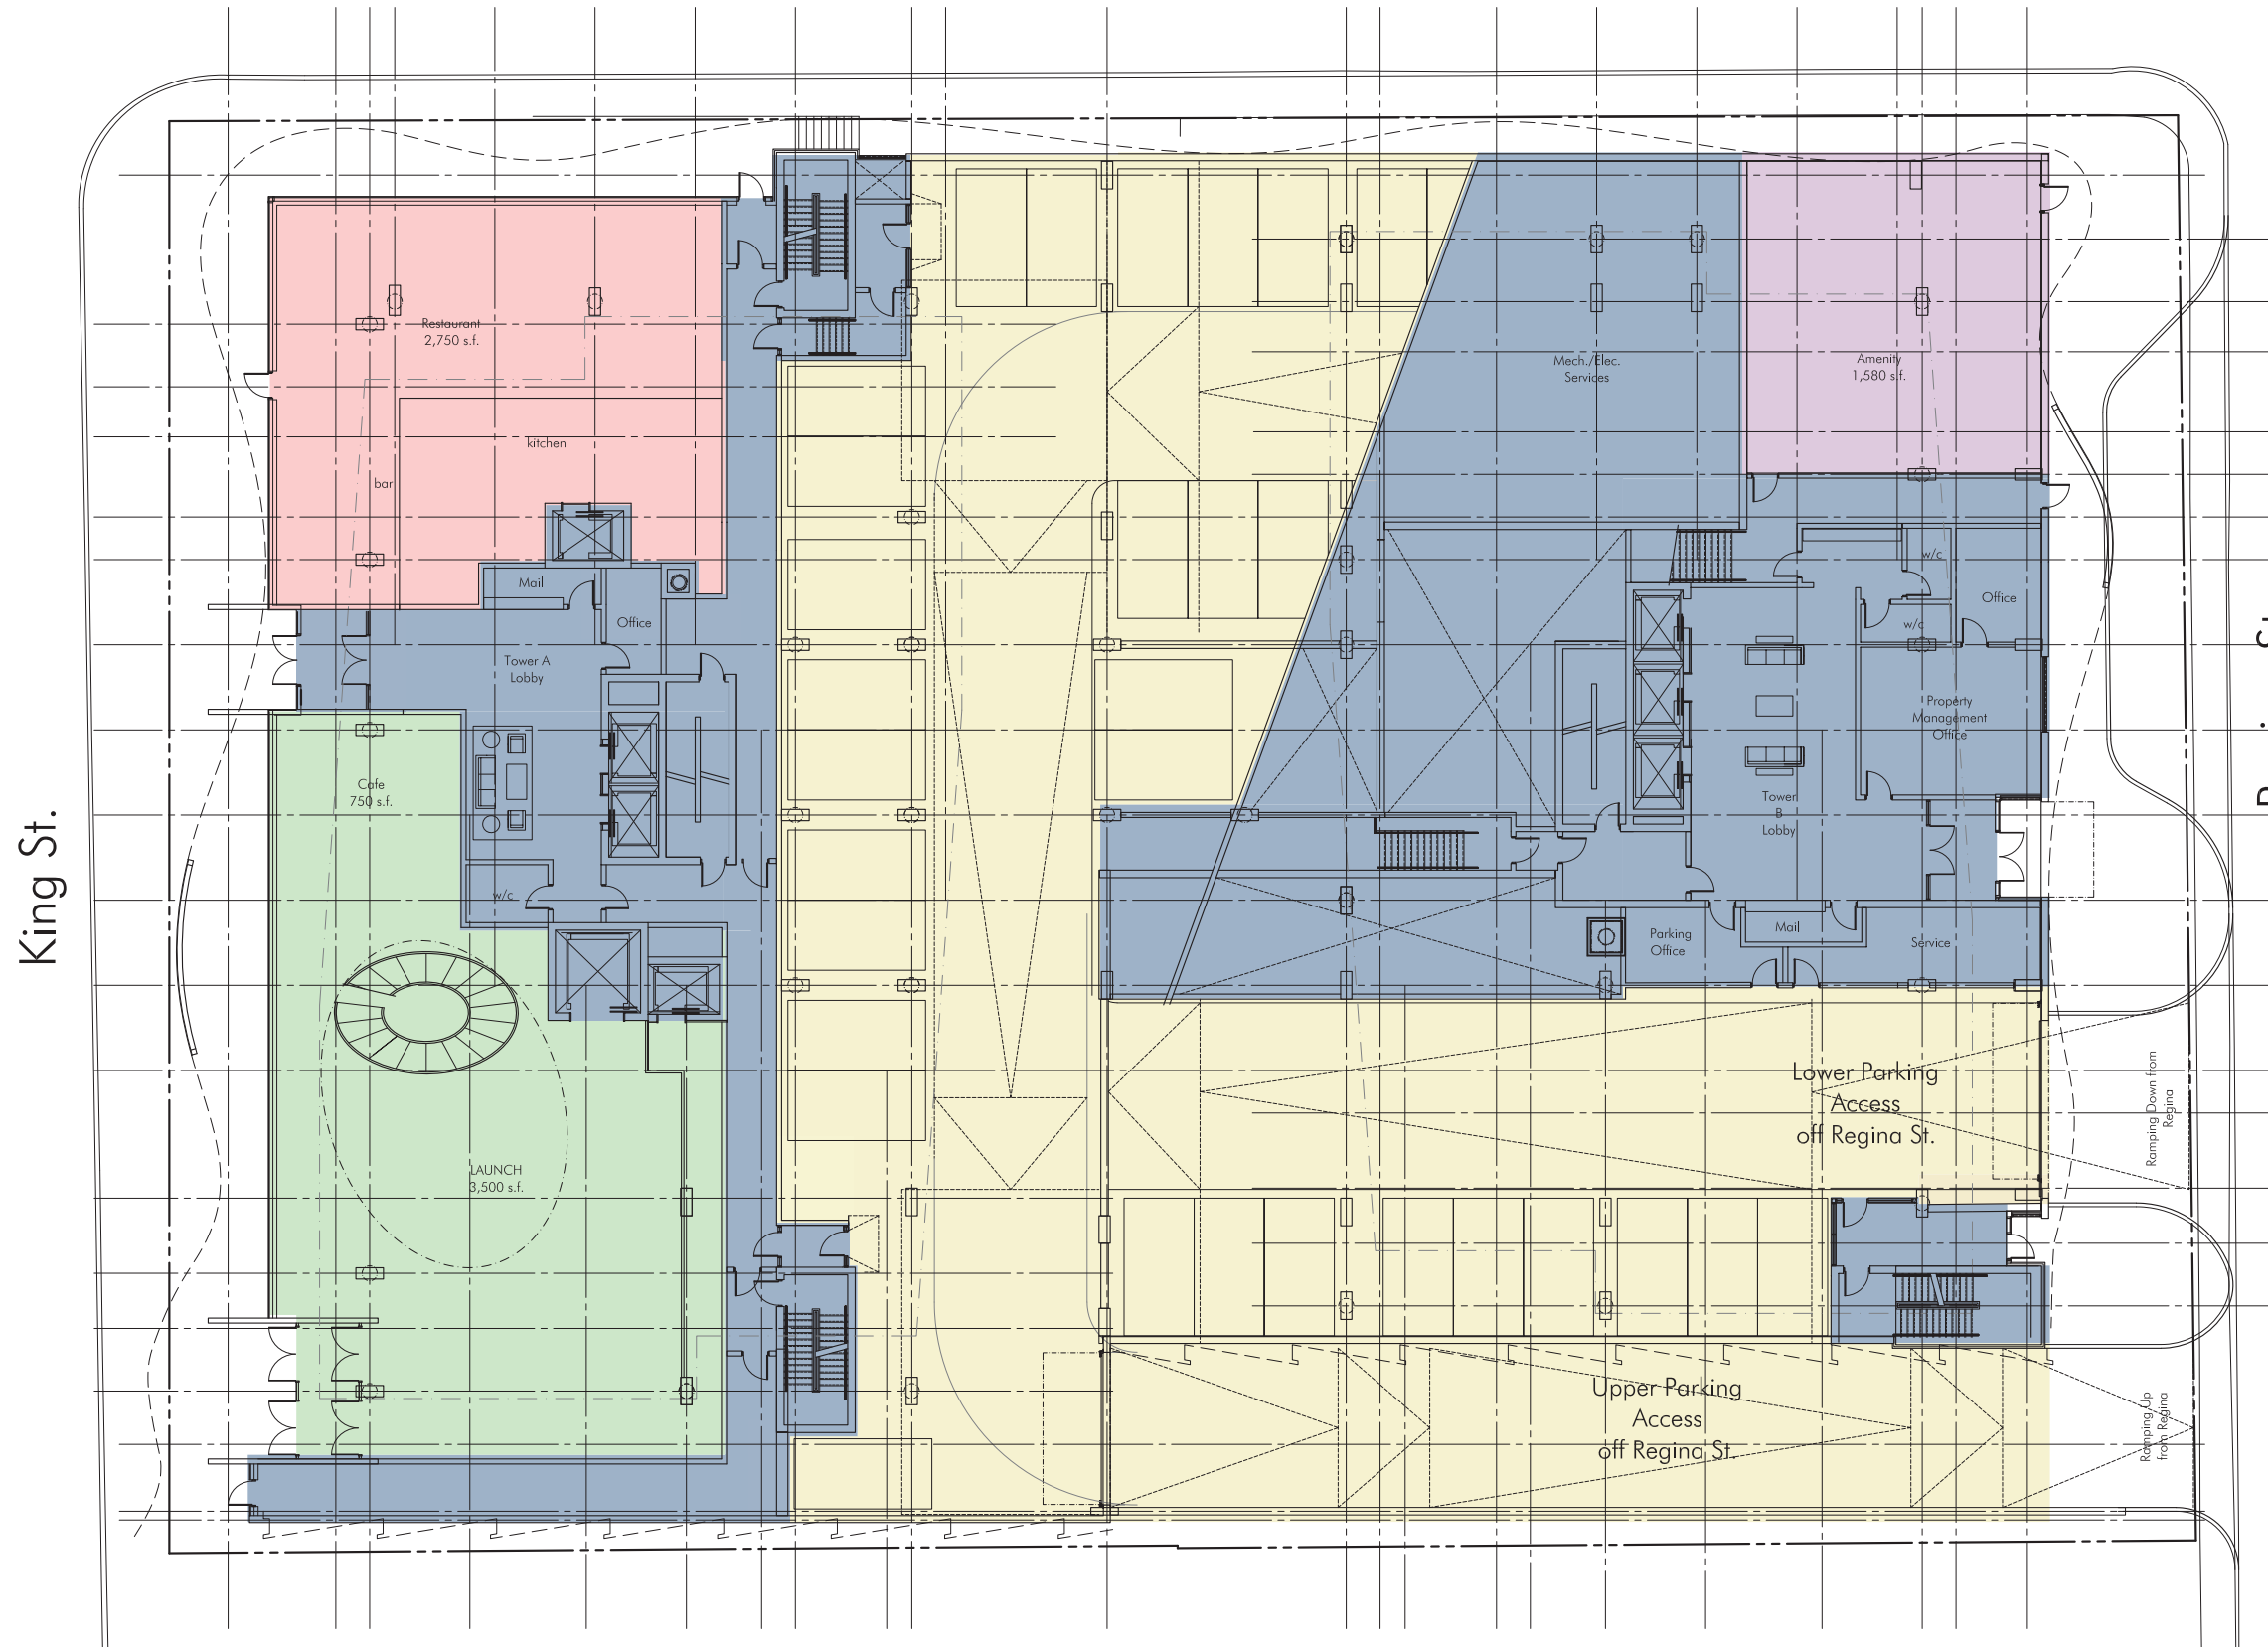 Restaurant
2,750 s.f.
kitchen
bar
Mail
Office
Tower A
Lobby
Cafe
750 s.f.
w/c
LAUNCH
3,500 s.f.
King St.
Mech./Elec.
Services
Amenity
1,580 s.f.
w/c
Office
w/c
Property
Management
Office
Tower
B
Lobby
Parking
Office
Mail
Service
Lower Parking
Access
off Regina St.
Ramping Down from
Regina
Upper Parking
Access
off Regina St.
Ramping Up
from Regina